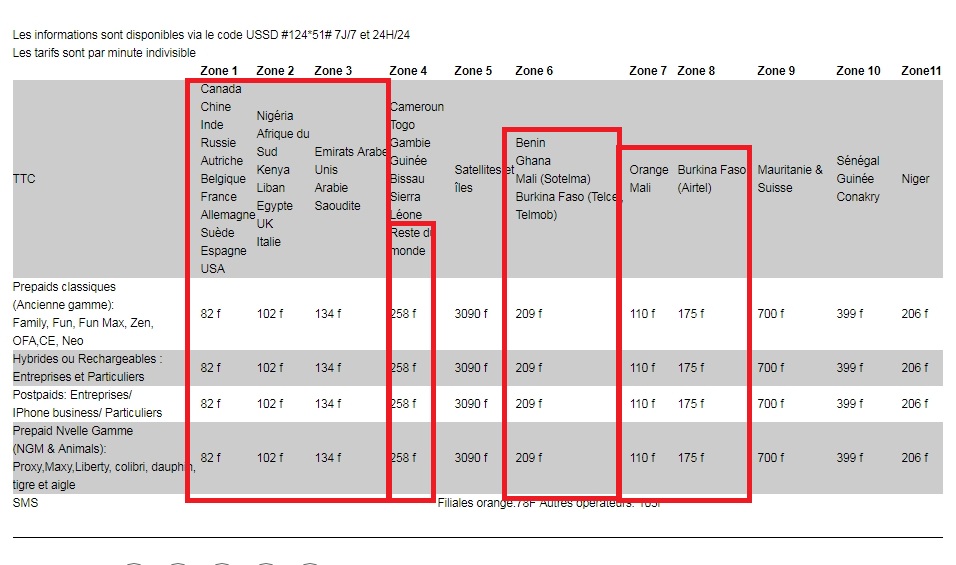 Les informations sont disponibles via le code USSD #124*51# 7J/7 et 24H/24
Les tarifs sont par minute indivisible
Zone 1 Zone 2 Zone 3 Zone 4 Zone 5 Zone 6 Zone 7 Zone 8 Zone 9 Zone 10 Zone11
TTC
Canada
Chine
Inde
Russie
Autriche
Belgique
France
Allemagne
Suède
Espagne
USA
Nigéria
Afrique du
Sud
Kenya
Liban
Egypte
UK
Italie
Emirats Arabe
Unis
Arabie
Saoudite
Cameroun
Togo
Gambie
Guinée
Bissau
Sierra
Léone
Reste du
monde
Satellites et
îles
Benin
Ghana
Mali (Sotelma)
Burkina Faso (Telce,
Telmob)
Orange
Mali
Burkina Faso
(Airtel)
Mauritanie &
Suisse
Sénégal
Guinée
Conakry
Niger
Prepaids classiques
(Ancienne gamme):
Family, Fun, Fun Max, Zen,
OFA,CE, Neo
82 f 102 f 134 f 258 f 3090 f 209 f 110 f 175 f 700 f 399 f 206 f
Hybrides ou Rechargeables :
Entreprises et Particuliers
82 f 102 f 134 f 258 f 3090 f 209 f 110 f 175 f 700 f 399 f 206 f
Postpaids: Entreprises/
IPhone business/ Particuliers
82 f 102 f 134 f 258 f 3090 f 209 f 110 f 175 f 700 f 399 f 206 f
Prepaid Nvelle Gamme
(NGM & Animals):
Proxy,Maxy,Liberty, colibri, dauphin,
tigre et aigle
82 f 102 f 134 f 258 f 3090 f 209 f 110 f 175 f 700 f 399 f 206 f
SMS Filiales orange:78F Autres opérateurs: 105f